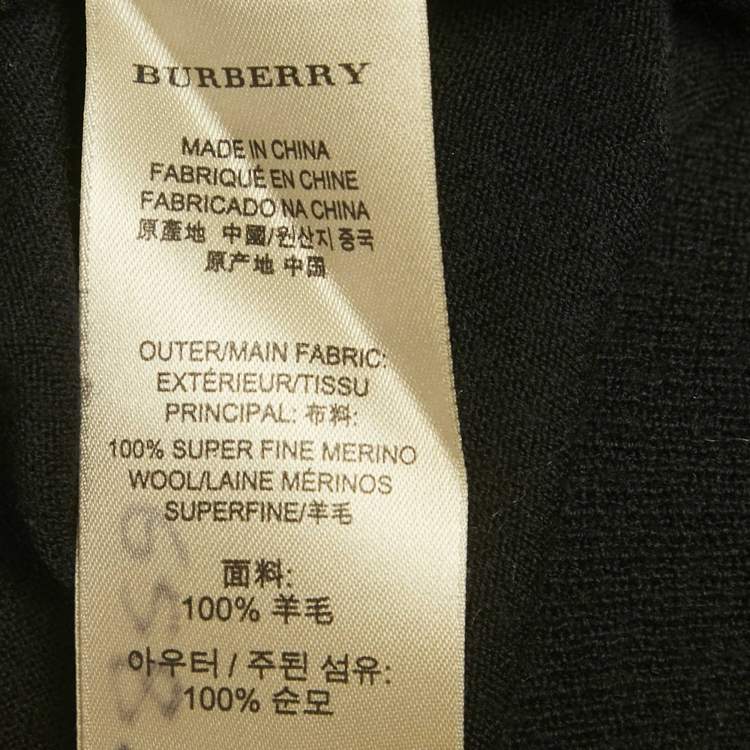 BURBERRY
MADE IN CHINA
FABRIQUÉ EN CHINE
FABRICADO NA CHINA
原產地 中國/원산지 중국
原产地 中国
OUTER/MAIN FABRIC:
EXTÉRIEUR/TISSU
PRINCIPAL: 布料:
100% SUPER FINE MERINO
WOOL/LAINE MÉRINOS
SUPERFINE/羊毛
面料:
100% 羊毛
아우터 / 주된 섬유:
100% 순모